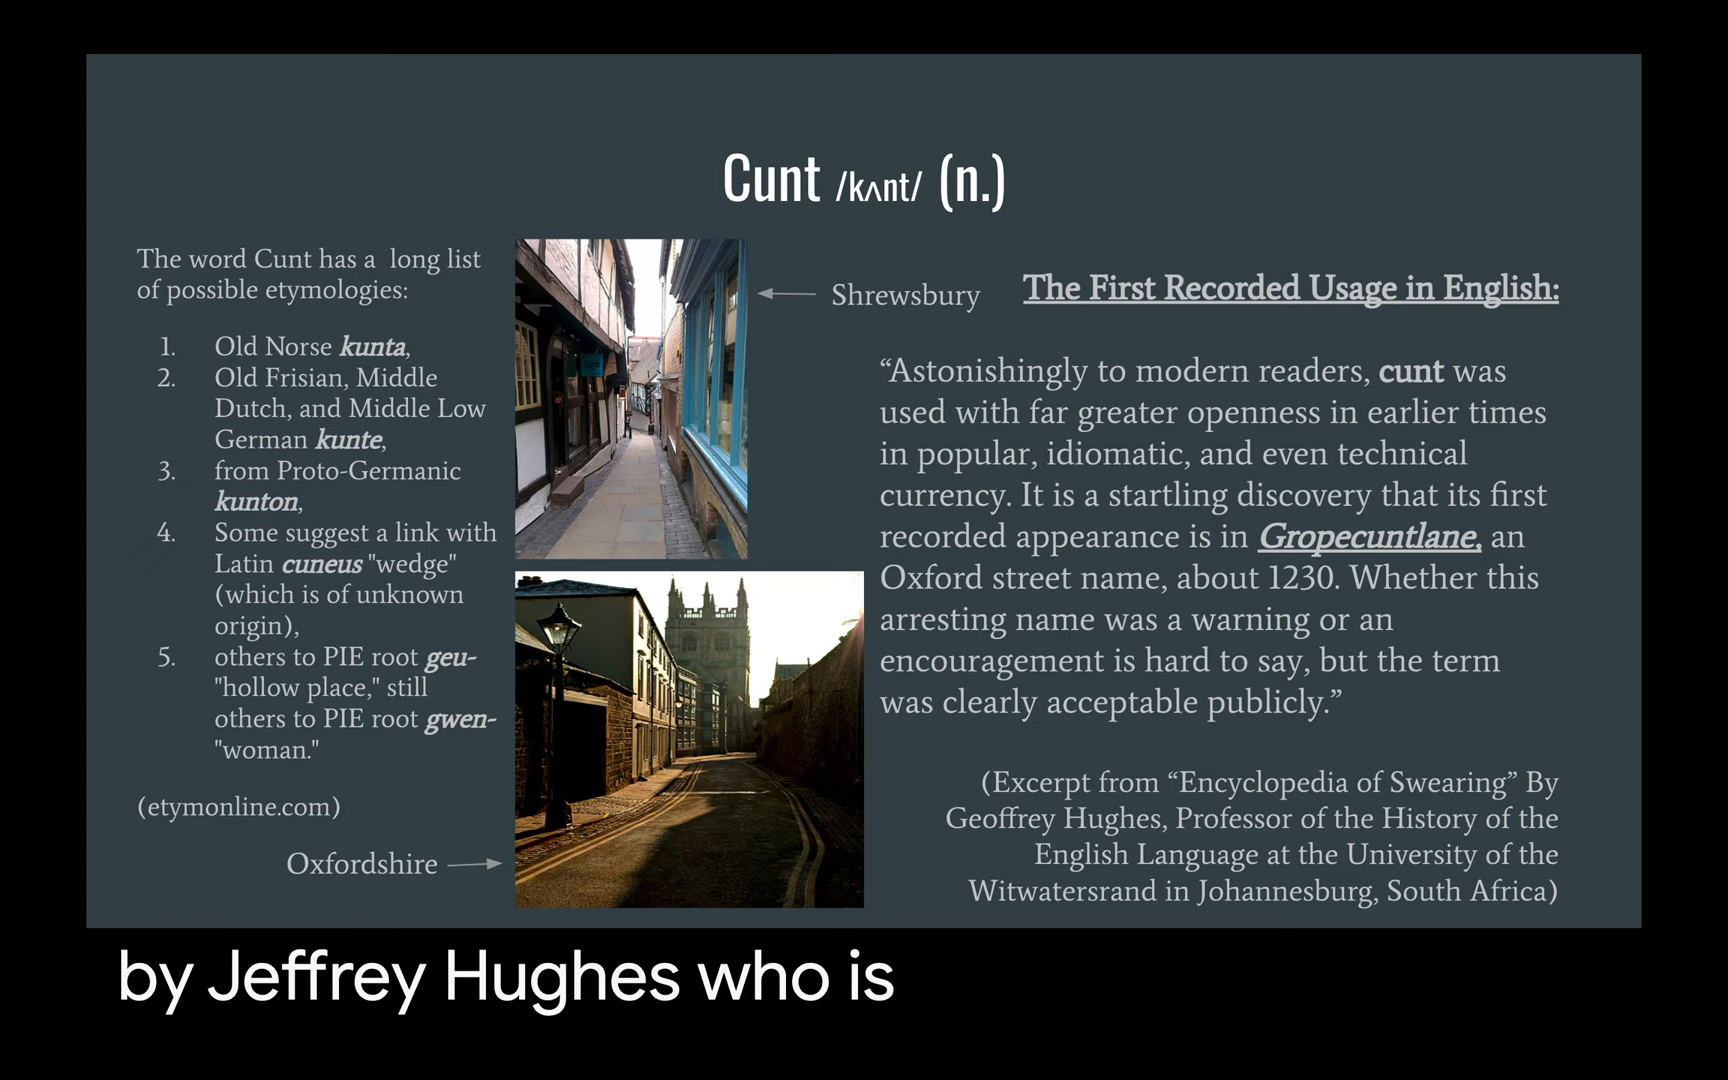 Cunt /kʌnt/ (n.)
The word Cunt has a long list
of possible etymologies:
1. Old Norse kunta,
2. Old Frisian, Middle
Dutch, and Middle Low
German kunte,
3. from Proto-Germanic
kunton,
4. Some suggest a link with
Latin cuneus "wedge"
(which is of unknown
origin),
5. others to PIE root geu-
"hollow place," still
others to PIE root gwen-
"woman."
(etymonline.com)
Oxfordshire
Shrewsbury
The First Recorded Usage in English:
“Astonishingly to modern readers, cunt was
used with far greater openness in earlier times
in popular, idiomatic, and even technical
currency. It is a startling discovery that its first
recorded appearance is in Gropecuntlane, an
Oxford street name, about 1230. Whether this
arresting name was a warning or an
encouragement is hard to say, but the term
was clearly acceptable publicly.”
(Excerpt from “Encyclopedia of Swearing” By
Geoffrey Hughes, Professor of the History of the
English Language at the University of the
Witwatersrand in Johannesburg, South Africa)
by Jeffrey Hughes who is